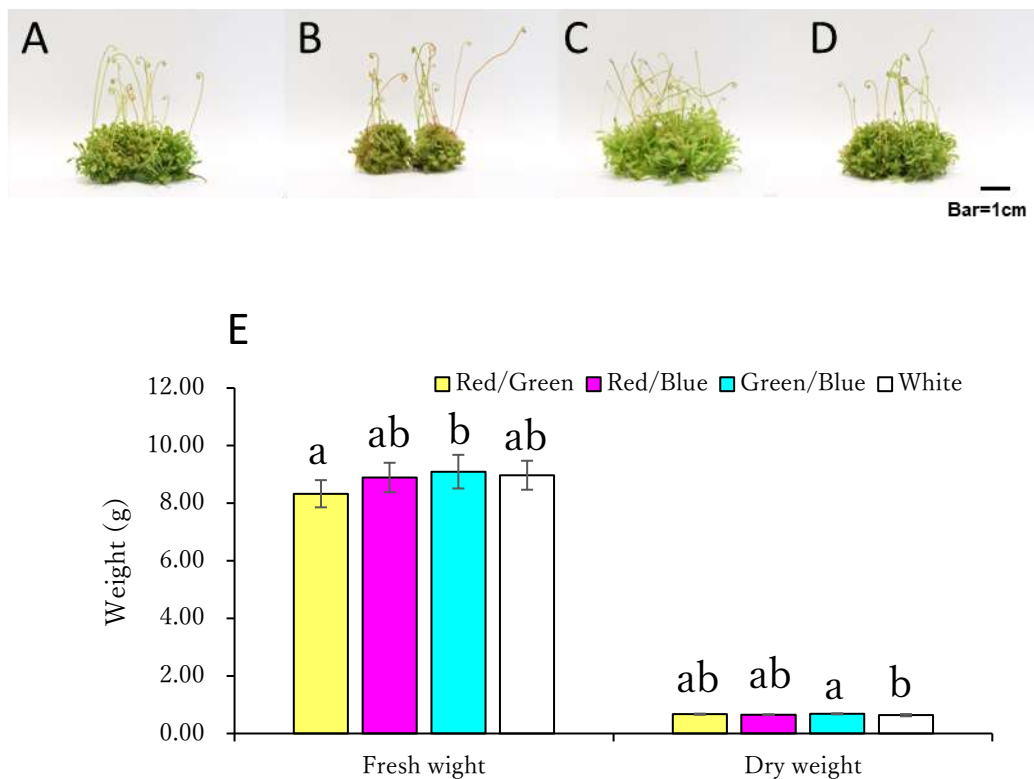 A B C D
Bar=1cm
E
12.00
Red/Green Red/Blue Green/Blue White
10.00
8.00
6.00
4.00
2.00
0.00
Weight (g)
a ab b ab
ab ab a b
Fresh wight Dry weight